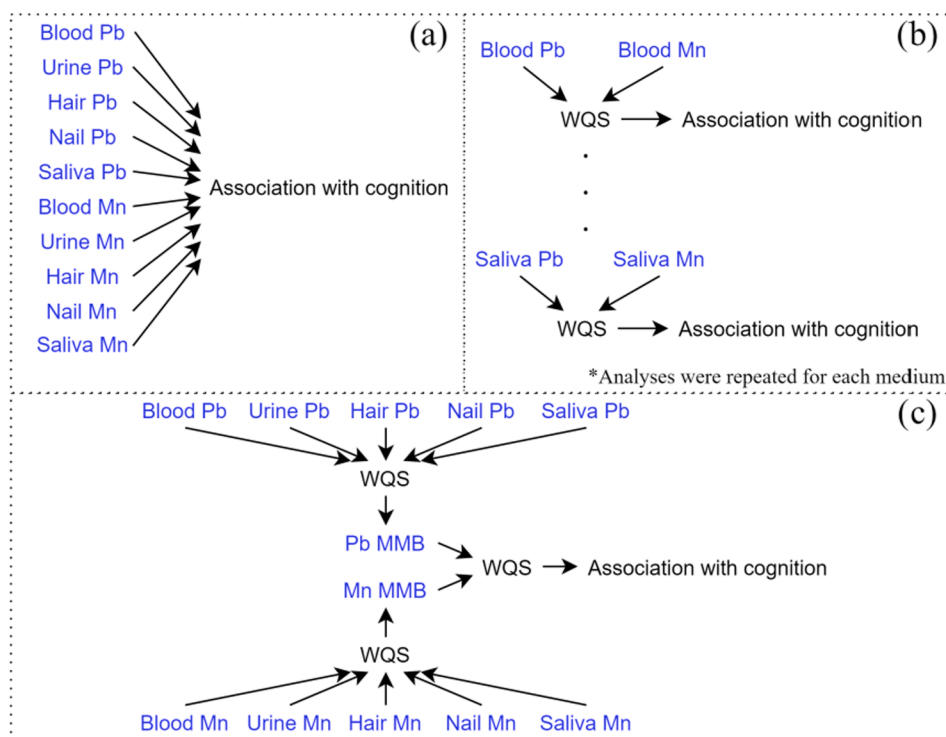 (a)
Blood Pb
Urine Pb
Hair Pb
Nail Pb
Saliva Pb
Blood Mn
Urine Mn
Hair Mn
Nail Mn
Saliva Mn
Association with cognition
(b)
Blood Pb Blood Mn
WQS Association with cognition
Saliva Pb Saliva Mn
WQS Association with cognition
*Analyses were repeated for each medium
(c)
Blood Pb Urine Pb Hair Pb Nail Pb Saliva Pb
WQS
Pb MMB
WQS Association with cognition
Mn MMB
WQS
Blood Mn Urine Mn Hair Mn Nail Mn Saliva Mn